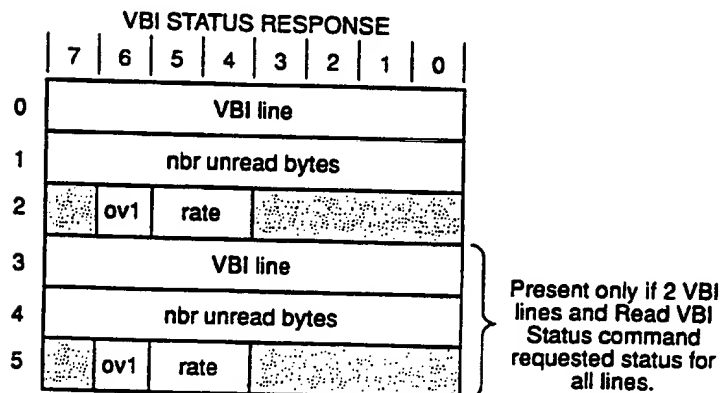 VBI STATUS RESPONSE
7 6 5 4 3 2 1 0
0 VBI line
1 nbr unread bytes
2 ov1 rate
3 VBI line
4 nbr unread bytes
5 ov1 rate
Present only if 2 VBI
lines and Read VBI
Status command
requested status for
all lines.